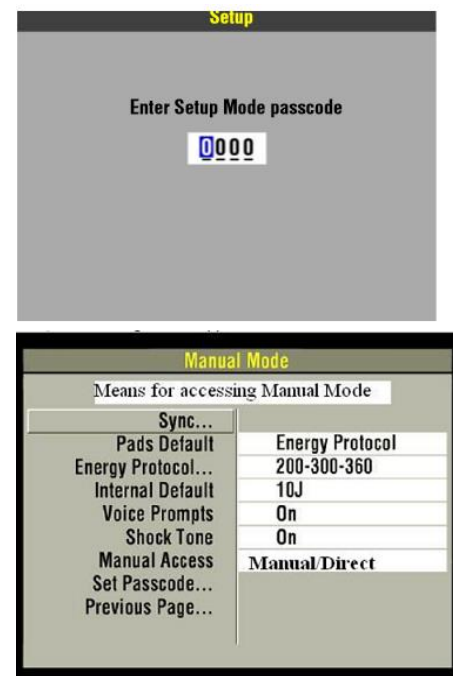 Setup
Enter Setup Mode passcode
0000
Manual Mode
Means for accessing Manual Mode
Sync...
Pads Default Energy Protocol
Energy Protocol... 200-300-360
Internal Default 10J
Voice Prompts On
Shock Tone On
Manual Access Manual/Direct
Set Passcode...
Previous Page...